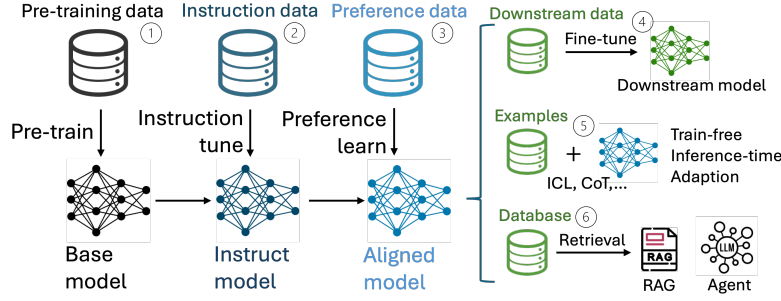 Pre-training data
1
Instruction data
2
Preference data
3
Pre-train
Instruction
tune
Preference
learn
Base
model
Instruct
model
Aligned
model
Downstream data
4
Fine-tune
Downstream model
Examples
5
+
ICL, CoT,...
Train-free
Inference-time
Adaption
Database
6
Retrieval
RAG
RAG
LLM
Agent